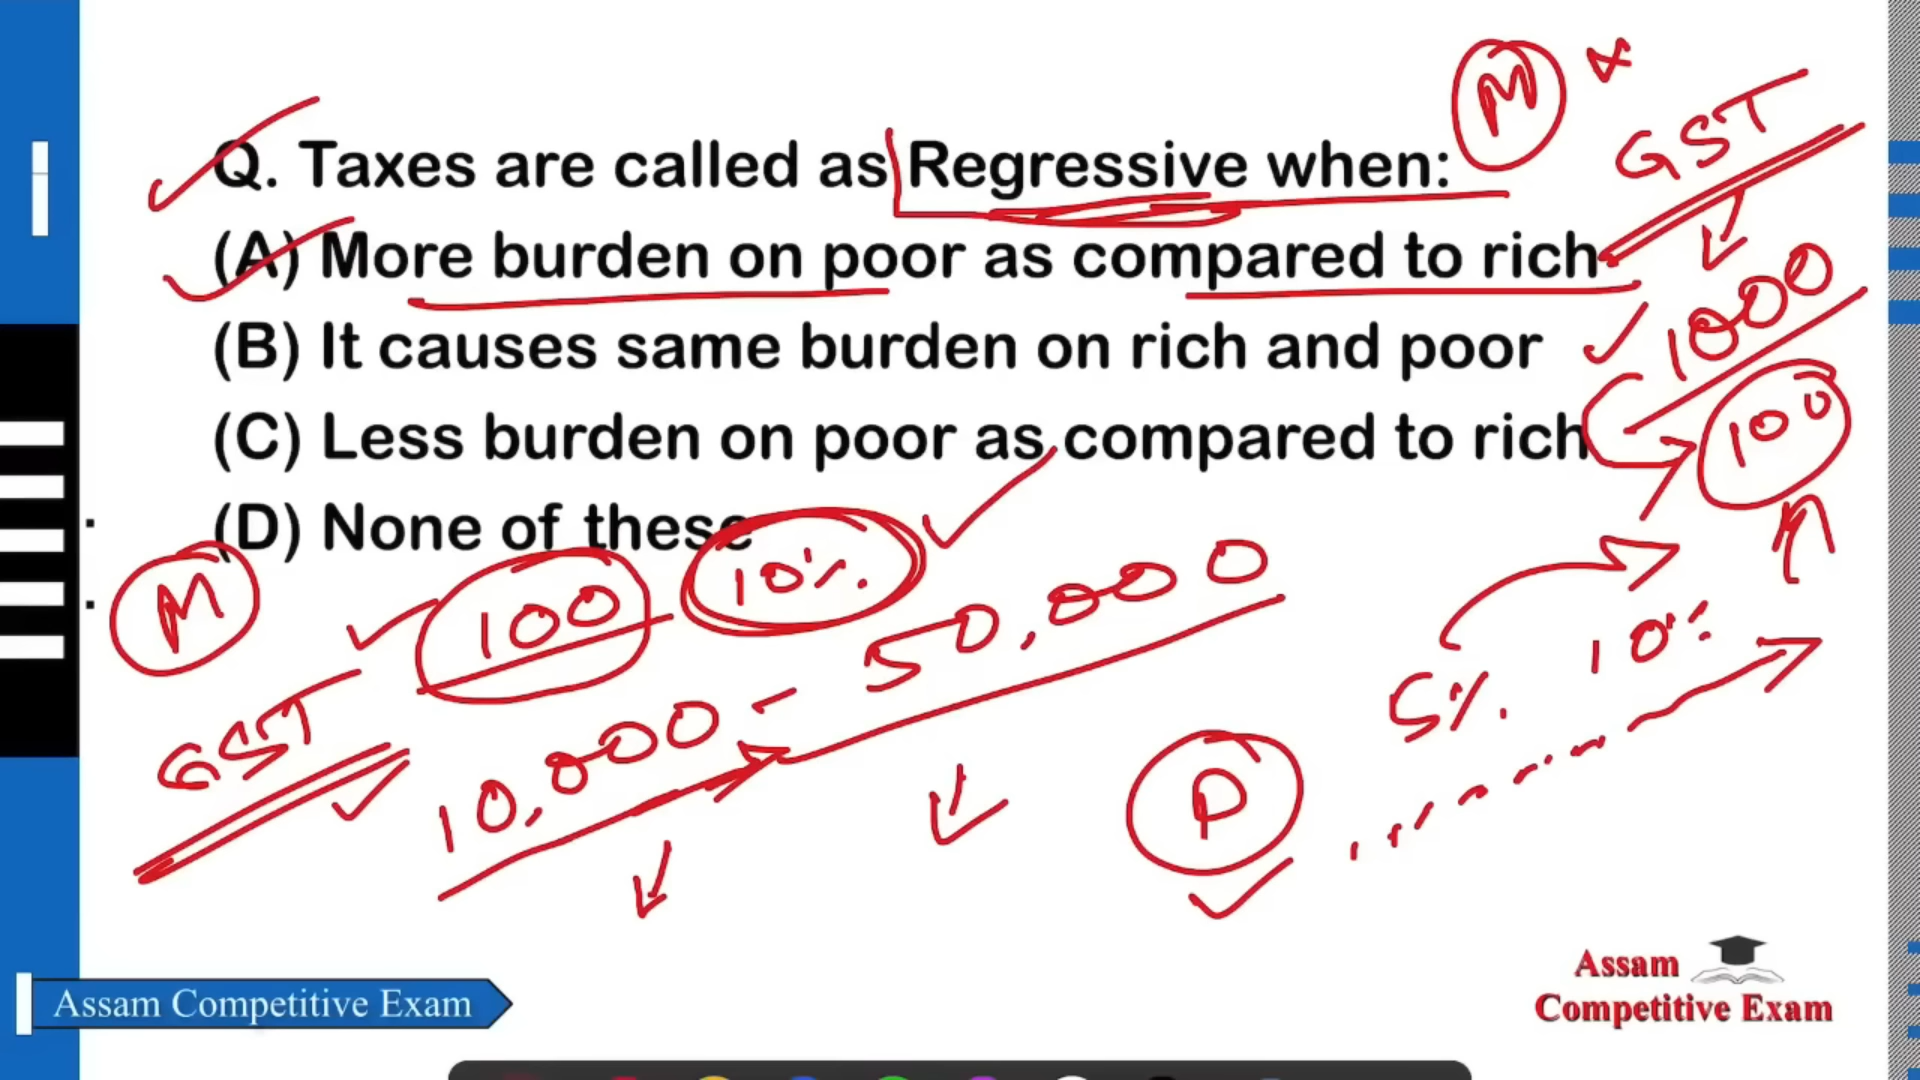 M
GST
Q. Taxes are called as Regressive when:
(A) More burden on poor as compared to rich
1000
(B) It causes same burden on rich and poor
100
(C) Less burden on poor as compared to rich
(D) None of these
10%.
M
100
50,000
5%.
10%
GST
10,000 -
P
Assam Competitive Exam
Assam
Competitive Exam